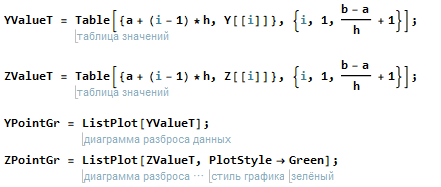 YValueT = Table[{a + (i - 1) * h, Y[[i]]}, {i, 1, (b - a)/h + 1}];
таблица значений
ZValueT = Table[{a + (i - 1) * h, Z[[i]]}, {i, 1, (b - a)/h + 1}];
таблица значений
YPointGr = ListPlot[YValueT];
диаграмма разброса данных
ZPointGr = ListPlot[ZValueT, PlotStyle → Green];
диаграмма разброса ⋯ стиль графика зелёный